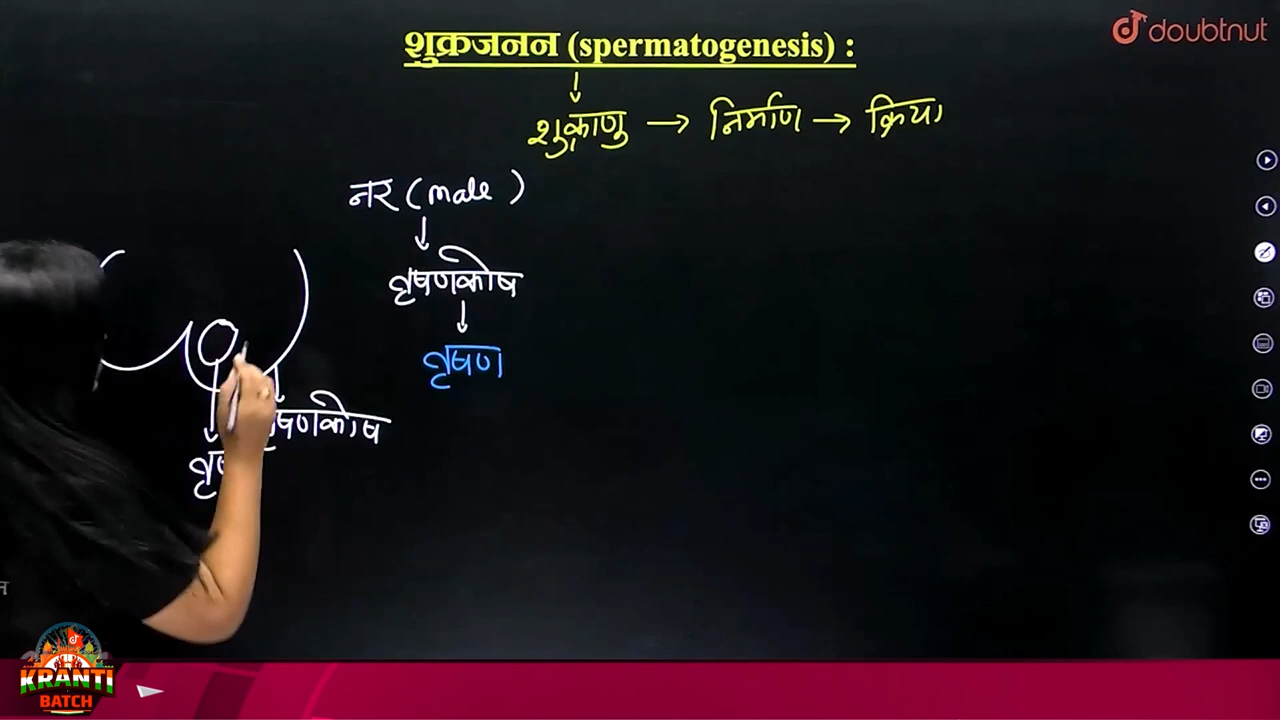 शुक्रजनन (spermatogenesis) :
doubtnut
शुक्राणु → निर्माण → क्रिया
नर (male)
↓
वृषणकोष
↓
वृषण
षणकोष
वृष
न
KRANTI
BATCH